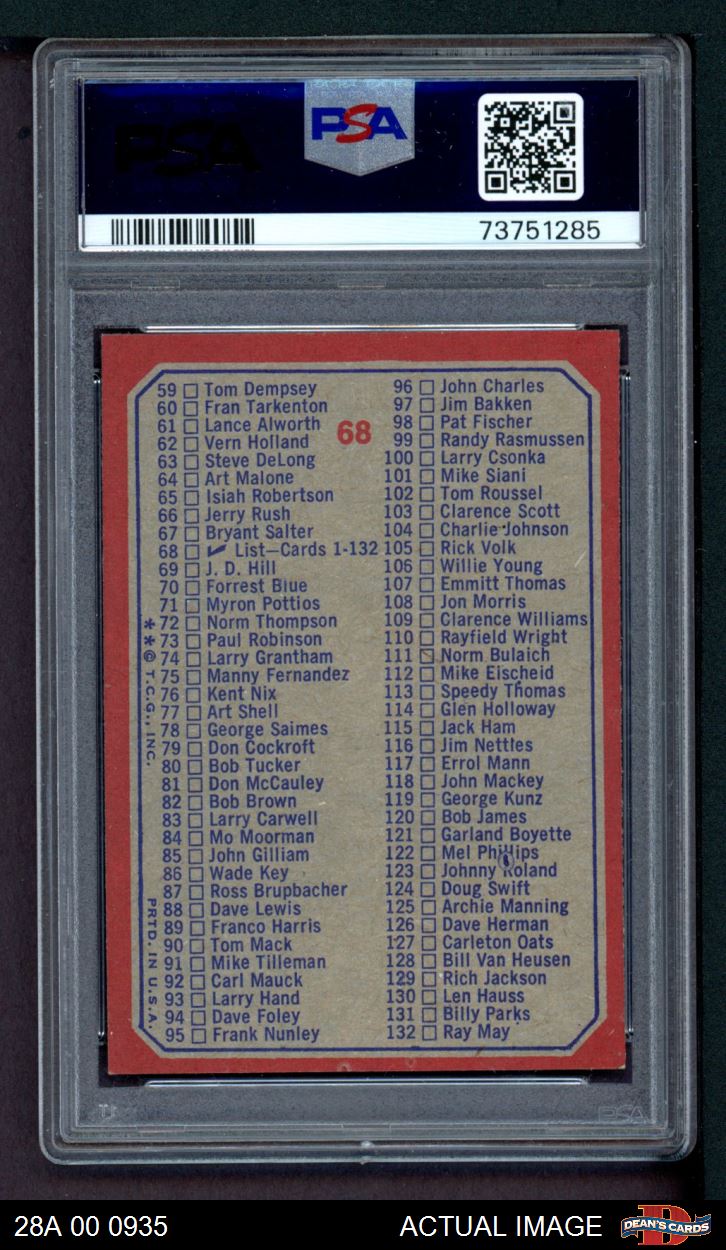 PSA
PSA
73751285
59 Tom Dempsey
60 Fran Tarkenton
61 Lance Alworth
62 Vern Holland
63 Steve DeLong
64 Art Malone
65 Isiah Robertson
66 Jerry Rush
67 Bryant Salter
68 List—Cards 1-132
69 J. D. Hill
70 Forrest Blue
71 Myron Pottios
*72 Norm Thompson
*73 Paul Robinson
74 Larry Grantham
75 Manny Fernandez
76 Kent Nix
77 Art Shell
78 George Saimes
79 Don Cockroft
80 Bob Tucker
81 Don McCauley
82 Bob Brown
83 Larry Carwell
84 Mo Moorman
85 John Gilliam
86 Wade Key
87 Ross Brupbacher
88 Dave Lewis
89 Franco Harris
90 Tom Mack
91 Mike Tilleman
92 Carl Mauck
93 Larry Hand
94 Dave Foley
95 Frank Nunley
68
96 John Charles
97 Jim Bakken
98 Pat Fischer
99 Randy Rasmussen
100 Larry Csonka
101 Mike Siani
102 Tom Roussel
103 Clarence Scott
104 Charlie Johnson
105 Rick Volk
106 Willie Young
107 Emmitt Thomas
108 Jon Morris
109 Clarence Williams
110 Rayfield Wright
111 Norm Bulaich
112 Mike Eischeid
113 Speedy Thomas
114 Glen Holloway
115 Jack Ham
116 Jim Nettles
117 Errol Mann
118 John Mackey
119 George Kunz
120 Bob James
121 Garland Boyette
122 Mel Phillips
123 Johnny Roland
124 Doug Swift
125 Archie Manning
126 Dave Herman
127 Carleton Oats
128 Bill Van Heusen
129 Rich Jackson
130 Len Hauss
131 Billy Parks
132 Ray May
© T.C.G., INC.
PRTD. IN U.S.A
PSA
28A 00 0935
ACTUAL IMAGE
DEAN'S CARDS